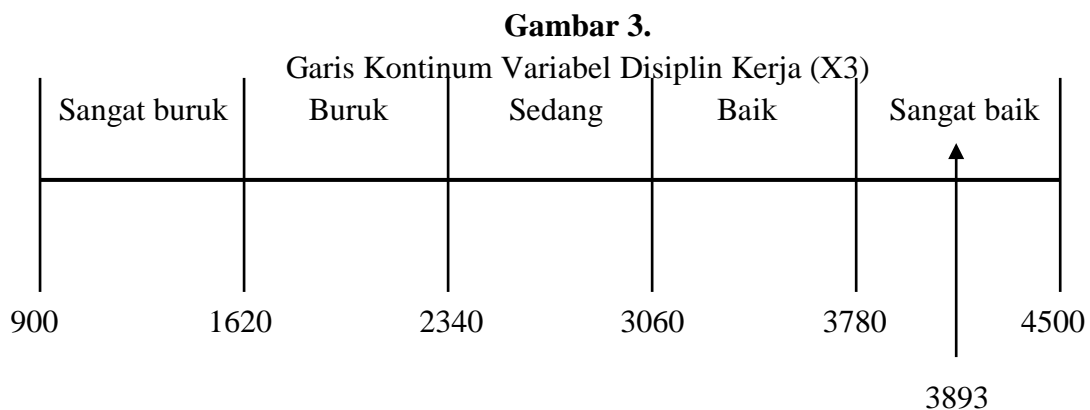 Gambar 3.
Garis Kontinum Variabel Disiplin Kerja (X3)
Sangat buruk Buruk Sedang Baik Sangat baik
900 1620 2340 3060 3780 4500
3893